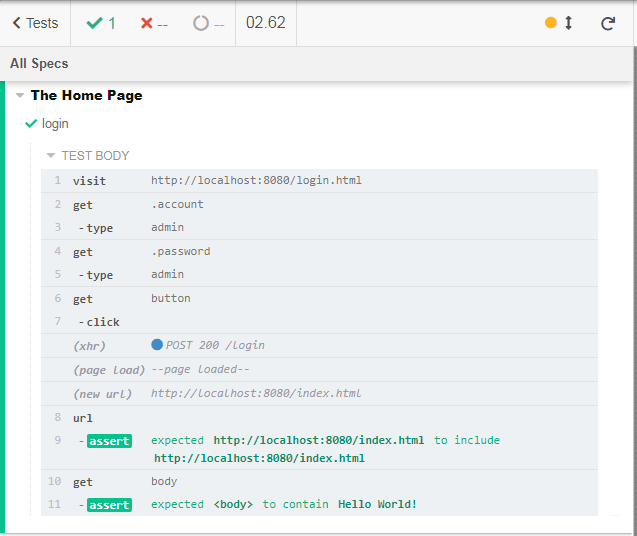 Tests 1 -- -- 02.62
All Specs
The Home Page
login
TEST BODY
1 visit http://localhost:8080/login.html
2 get .account
3 -type admin
4 get .password
5 -type admin
6 get button
7 -click
(xhr) POST 200 /login
(page load) --page loaded--
(new url) http://localhost:8080/index.html
8 url
9 -assert expected http://localhost:8080/index.html to include
http://localhost:8080/index.html
10 get body
11 -assert expected <body> to contain Hello World!